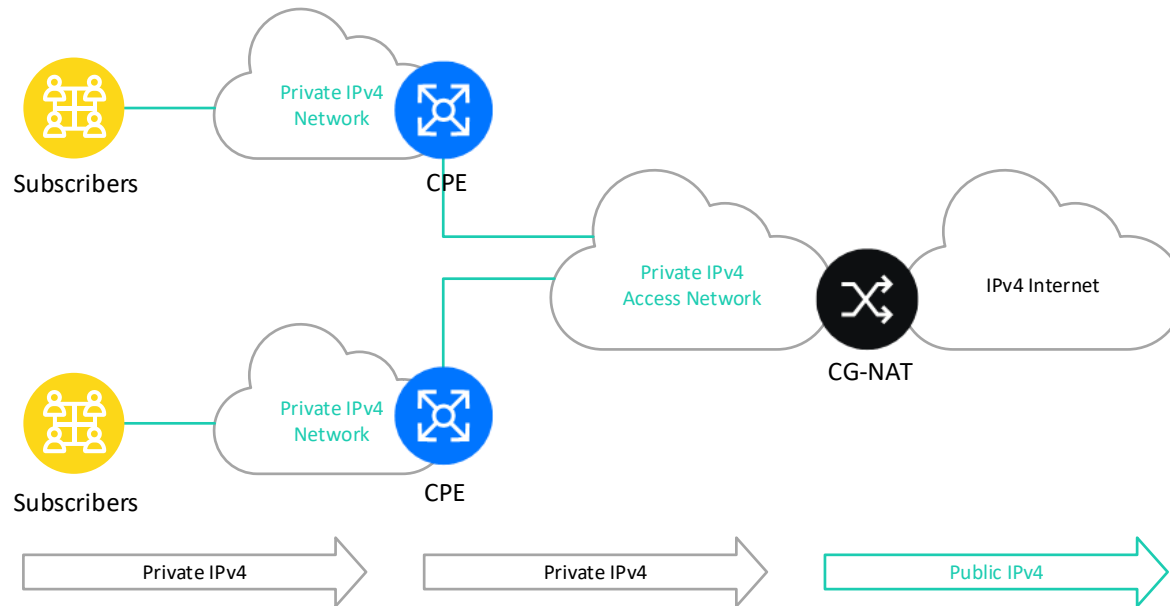 Private IPv4
Network
Subscribers
CPE
Private IPv4
Access Network
IPv4 Internet
CG-NAT
Private IPv4
Network
Subscribers
CPE
Private IPv4
Private IPv4
Public IPv4